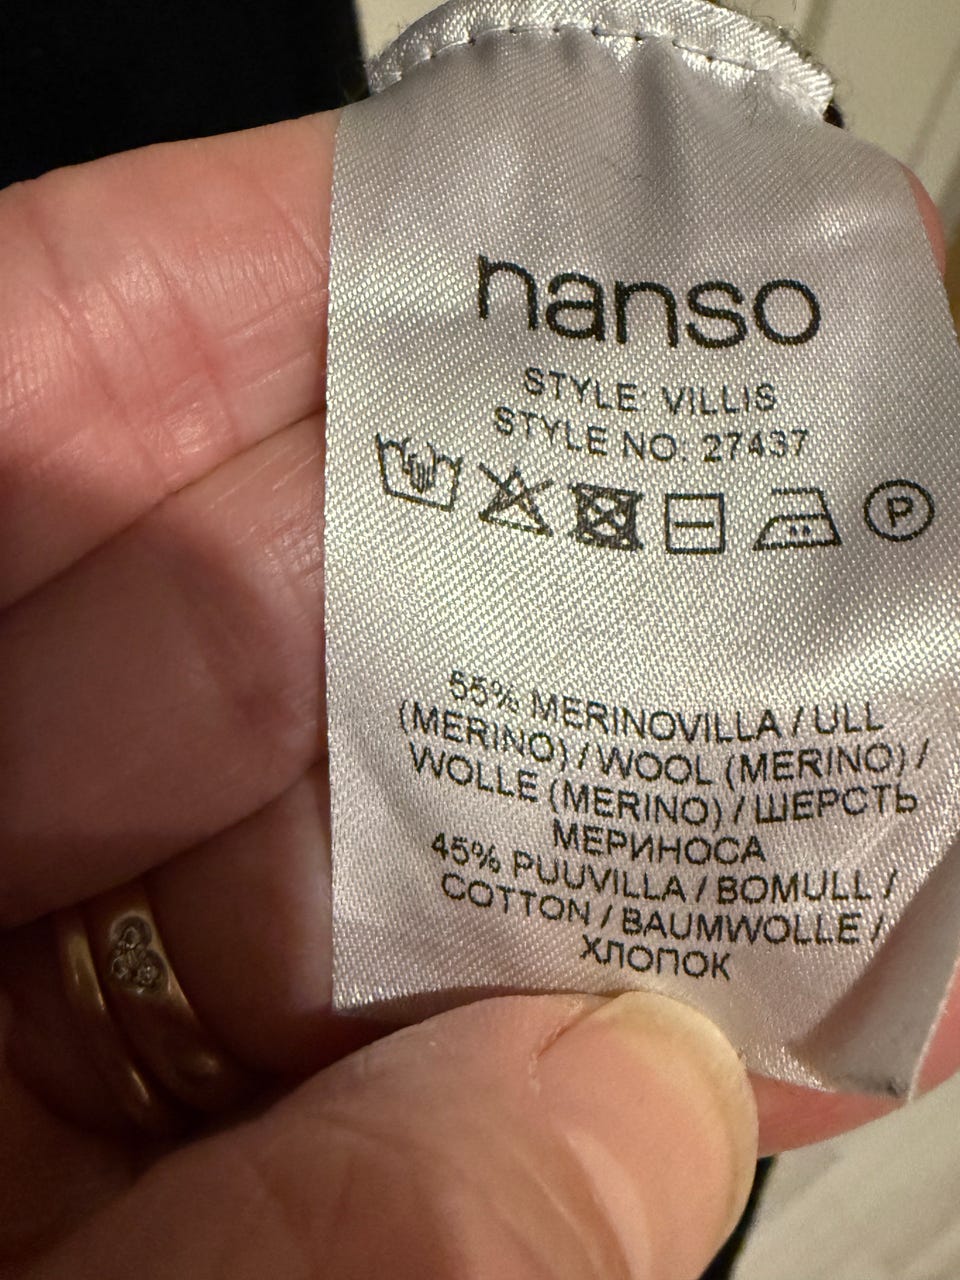 nanso
STYLE VILLIS
STYLE NO: 27437
P
55% MERINOVILLA / ULL
(MERINO) / WOOL (MERINO) /
WOLLE (MERINO) / ШЕРСТЬ
МЕРИНОСА
45% PUUVILLA / BOMULL /
COTTON / BAUMWOLLE /
ХЛОПОК